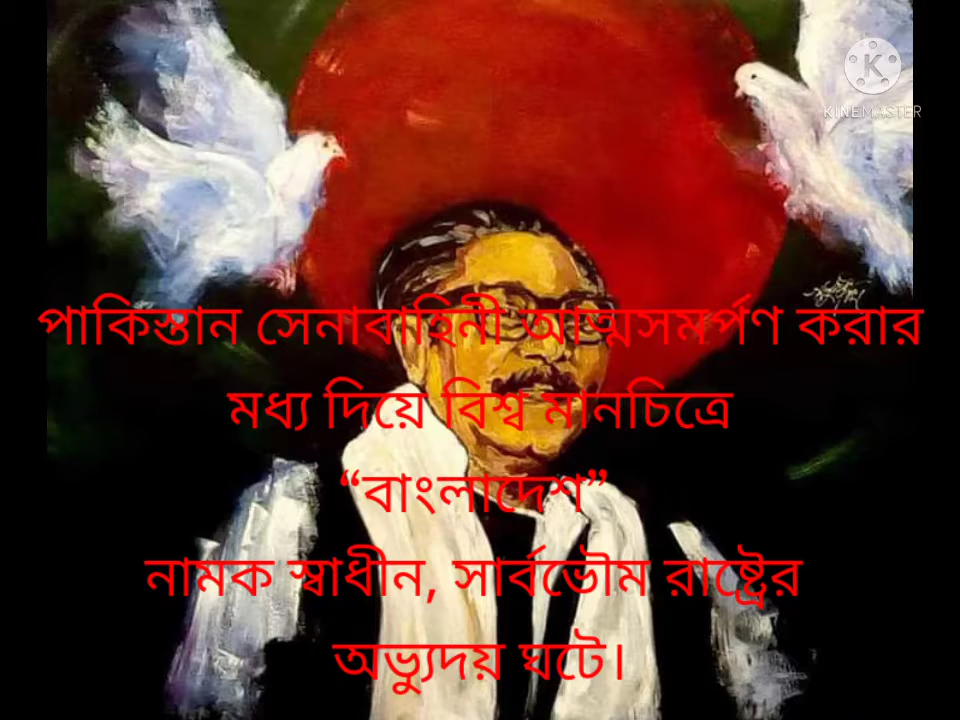 KINEMASTER
পাকিস্তান সেনাবাহিনী আত্মসমর্পণ করার
মধ্য দিয়ে বিশ্ব মানচিত্রে
“বাংলাদেশ”
নামক স্বাধীন, সার্বভৌম রাষ্ট্রের
অভ্যুদয় ঘটে।